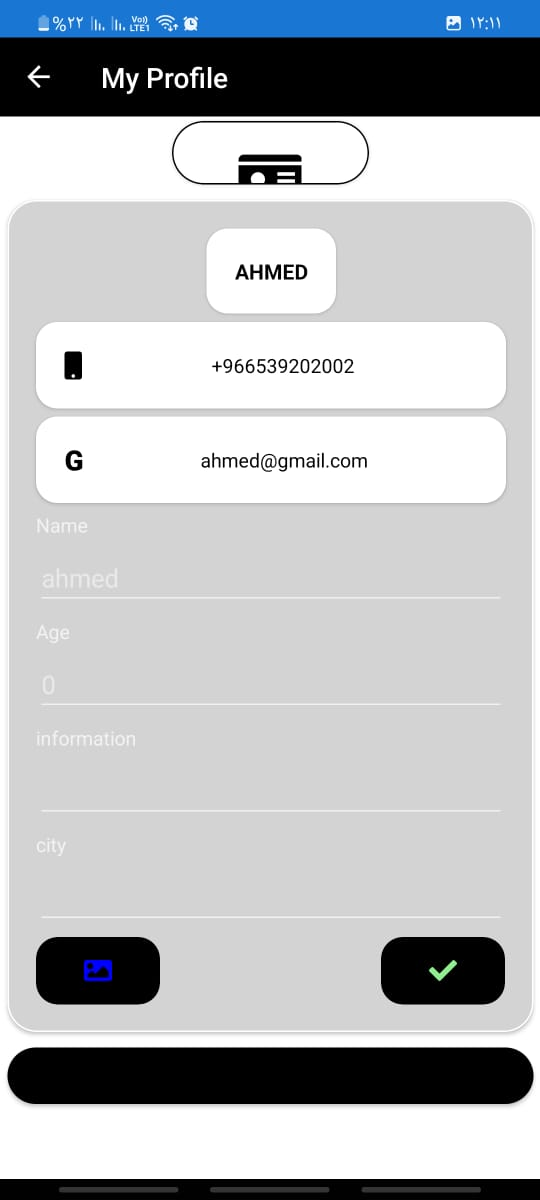 %٢٢ Vo) LTE1 ١٢:١١
My Profile
AHMED
+966539202002
G ahmed@gmail.com
Name
ahmed
Age
0
information
city